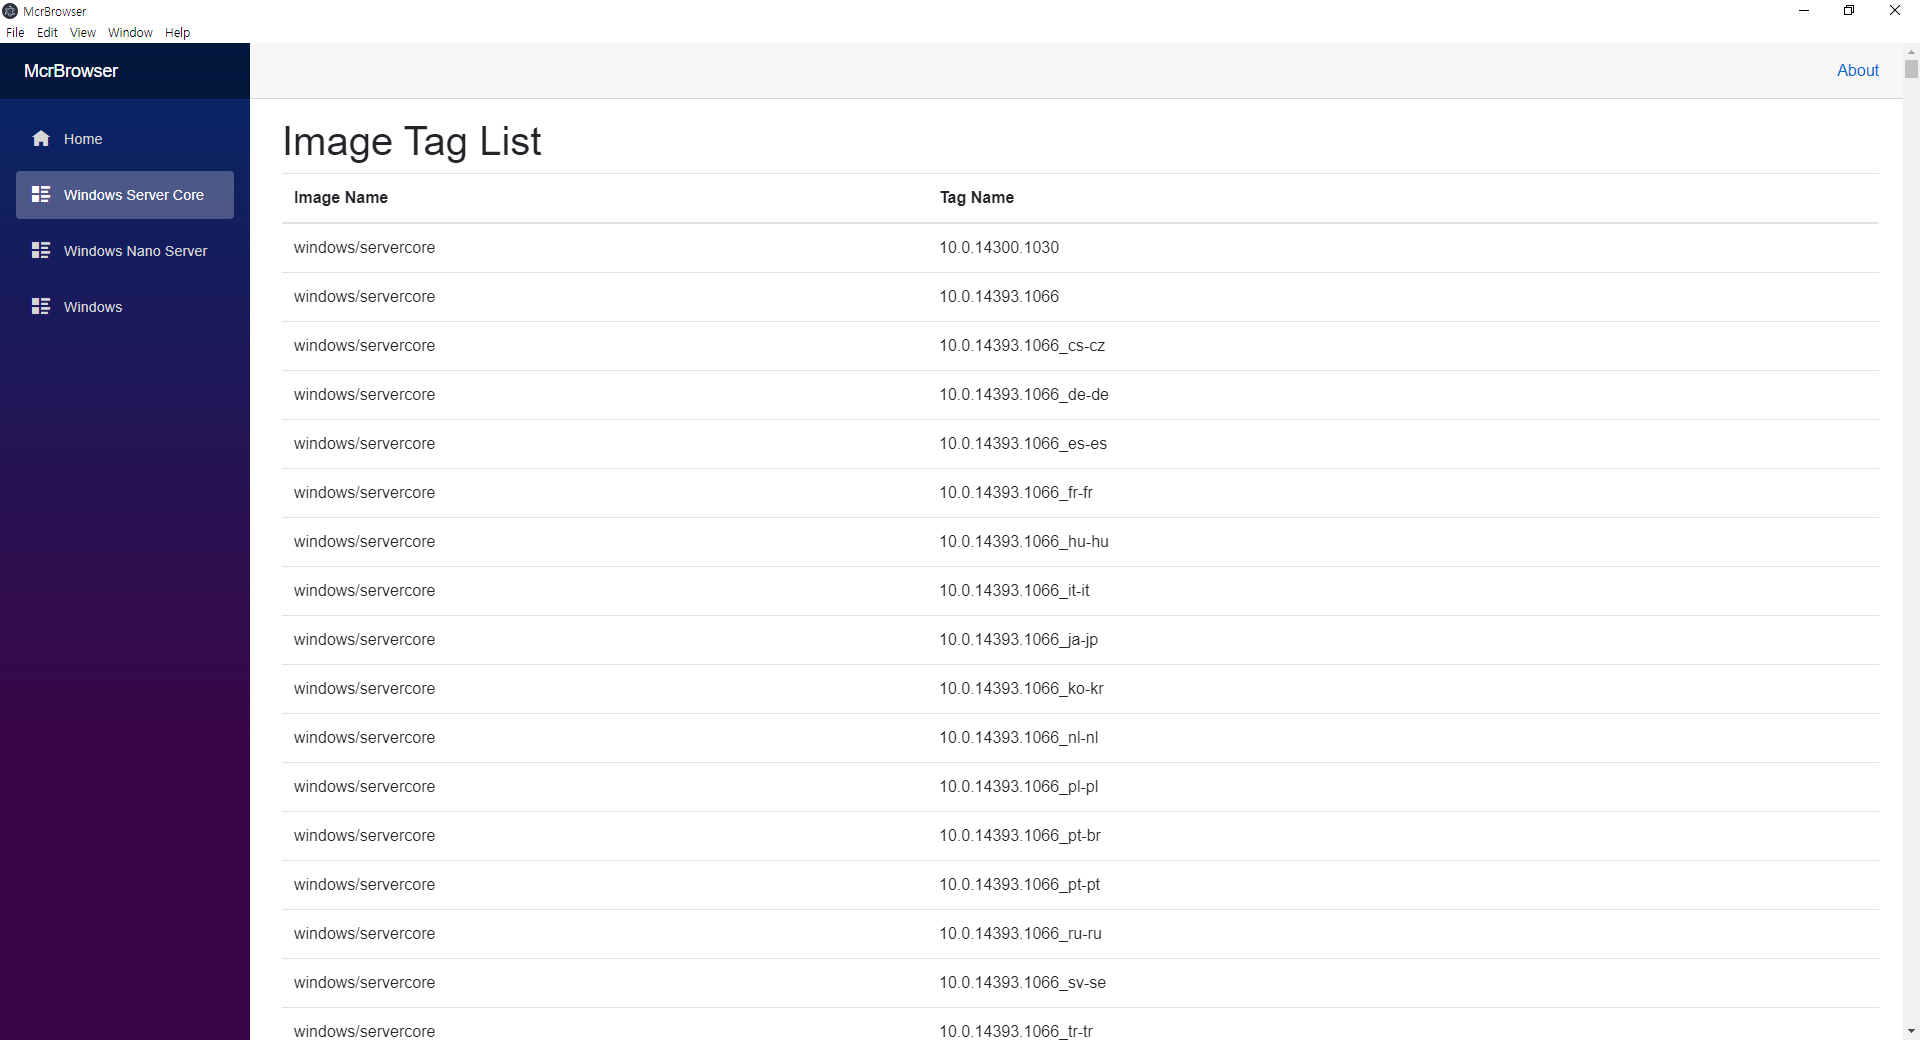 McrBrowser
File Edit View Window Help
McrBrowser
About
Home
Windows Server Core
Windows Nano Server
Windows
Image Tag List
Image Name Tag Name
windows/servercore 10.0.14300.1030
windows/servercore 10.0.14393.1066
windows/servercore 10.0.14393.1066_cs-cz
windows/servercore 10.0.14393.1066_de-de
windows/servercore 10.0.14393.1066_es-es
windows/servercore 10.0.14393.1066_fr-fr
windows/servercore 10.0.14393.1066_hu-hu
windows/servercore 10.0.14393.1066_it-it
windows/servercore 10.0.14393.1066_ja-jp
windows/servercore 10.0.14393.1066_ko-kr
windows/servercore 10.0.14393.1066_nl-nl
windows/servercore 10.0.14393.1066_pl-pl
windows/servercore 10.0.14393.1066_pt-br
windows/servercore 10.0.14393.1066_pt-pt
windows/servercore 10.0.14393.1066_ru-ru
windows/servercore 10.0.14393.1066_sv-se
windows/servercore 10.0.14393.1066_tr-tr